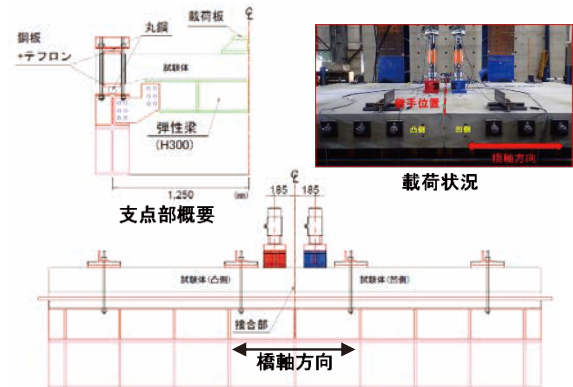 ℄
鋼板
+テフロン
丸鋼
載荷板
試験体
弾性梁
(H300)
1,250
(mm)
支点部概要
継手位置
凸側
凹側
橋軸方向
載荷状況
℄
185
185
試験体(凸側)
試験体(凹側)
接合部
橋軸方向